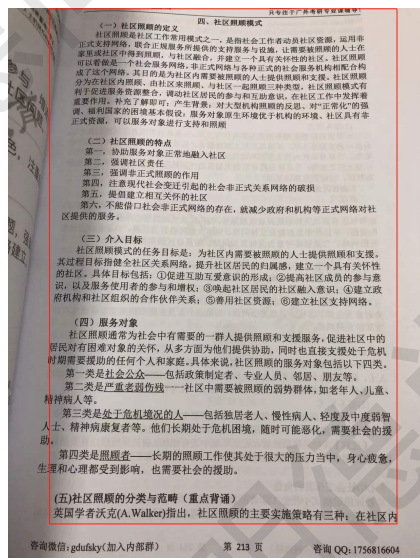 只专注于广外考研专业课辅导!
四、社区照顾模式
（一）社区照顾的定义
社区照顾是社区工作常用模式之一，是指社会工作者动员社区资源，运用非
正式支持网络，联合正规服务所提供的支持服务与设施，让需要被照顾的人士在
家里或社区中得到照顾，与社区融合，并建立一个具有关怀性的社区。社区照顾
可以看做是一个社会服务网络，非正式网络与各种正式的社会服务机构相配合构
成了这个网络。其目的是为社区内需要被照顾的人士提供照顾和支援。社区照顾
分为在社区内照顾、由社区来照顾、与社区一起照顾三种类型，社区照顾模式有
利于促进服务资源整合，调动社区居民的参与和互助意识，在社区工作中发挥着
重要作用。补充了解即可：产生背景：对大型机构照顾的反思、对“正常化”的强
调，福利国家的困境基本假设：服务对象原生环境优于机构的环境、社区具有非
正式资源，可以服务对象进行支持和照顾
（二）社区照顾的特点
第一，协助服务对象正常地融入社区
第二，强调社区责任
第三，强调非正式照顾的作用
第四，注意现代社会变迁引起的社会非正式关系网络的破损
第五，提倡建立相互关怀的社区
第六，不能借口社会非正式网络的存在，就减少政府和机构等正式网络对社
区提供的服务。
（三）介入目标
社区照顾模式的任务目标是：为社区内需要被照顾的人士提供照顾和支援。
其过程目标指健全社区关系网络，提升社区居民的归属感，建立一个具有关怀性
的社区。具体目标包括：①促进互助互爱意识的形成；②提高社区成员的参与意
识，以及服务使用者的参与和增权；③唤起社区居民的社区融入意识；④建立政
府机构和社区组织的合作伙伴关系；⑤善用社区资源；⑥建立社区支持网络。
（四）服务对象
社区照顾通常为社会中有需要的一群人提供照顾和支援服务，促进社区中的
居民对有困难对象的关怀，从多方面为他们提供协助，同时也直接支援处于危机
时期需要援助的任何个人和家庭。具体来说，社区照顾的服务对象包括以下四类。
第一类是社会公众——包括政策制定者、专业人员、邻居、朋友等。
第二类是严重老弱伤残——社区中需要被照顾的弱势群体，如老年人、儿童、
精神病人等。
第三类是处于危机境况的人——包括独居老人、慢性病人、轻度及中度弱智
人士、精神病康复者等。他们长期处于危机困境，随时可能恶化，需要社会的援
助。
第四类是照顾者——长期的照顾工作使其处于很大的压力当中，身心疲惫，
生理和心理都受到影响，也需要社会的援助。
(五)社区照顾的分类与范畴（重点背诵）
英国学者沃克(A.Walker)指出，社区照顾的主要实施策略有三种：在社区内
咨询微信：gdufsky(加入内部群)
第 213 页
咨询 QQ：1756816604